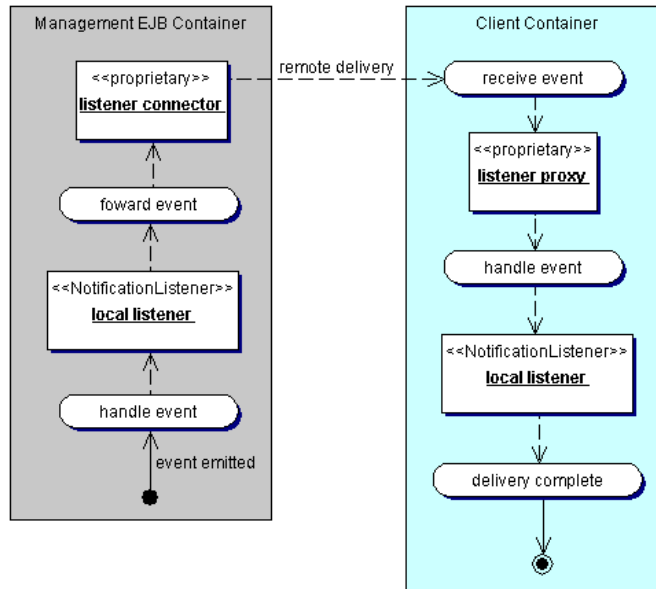 Management EJB Container
<<proprietary>>
listener connector
foward event
<<NotificationListener>>
local listener
handle event
event emitted
remote delivery
Client Container
receive event
<<proprietary>>
listener proxy
handle event
<<NotificationListener>>
local listener
delivery complete